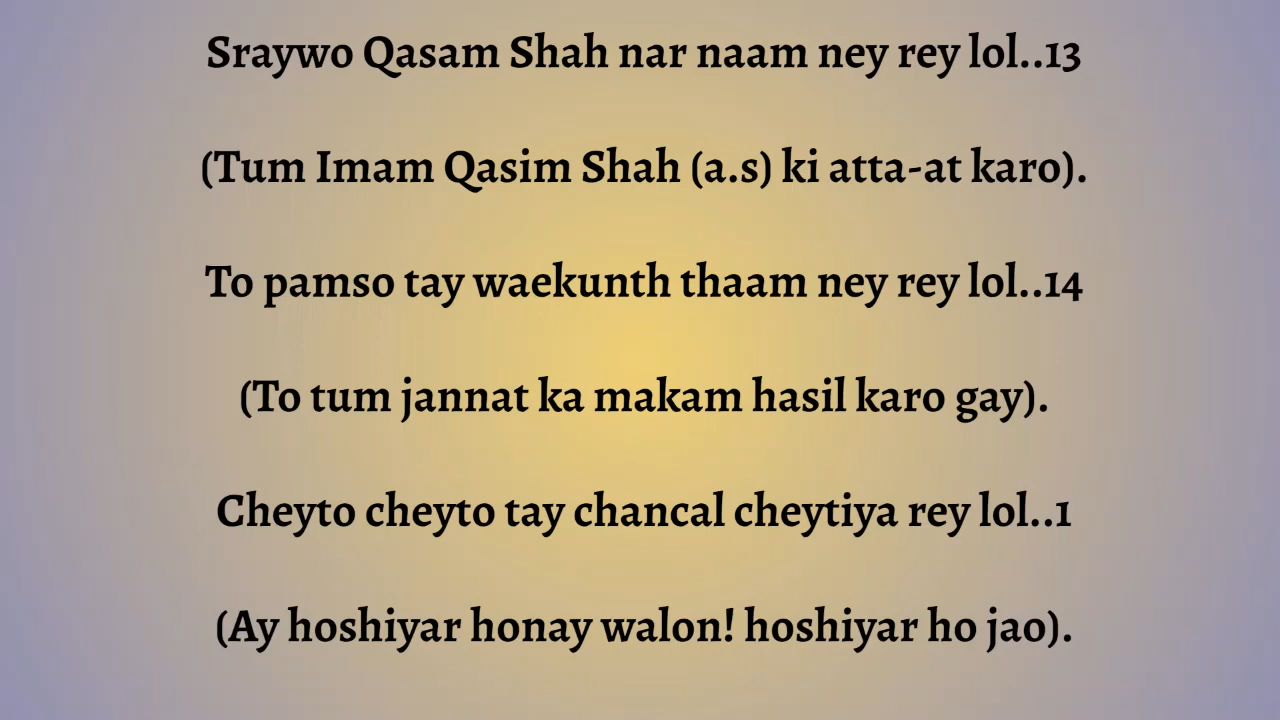 Sraywo Qasam Shah nar naam ney rey lol..13
(Tum Imam Qasim Shah (a.s) ki atta-at karo).
To pamso tay waekunth thaam ney rey lol..14
(To tum jannat ka makam hasil karo gay).
Cheyto cheyto tay chancal cheytiya rey lol..1
(Ay hoshiyar honay walon! hoshiyar ho jao).